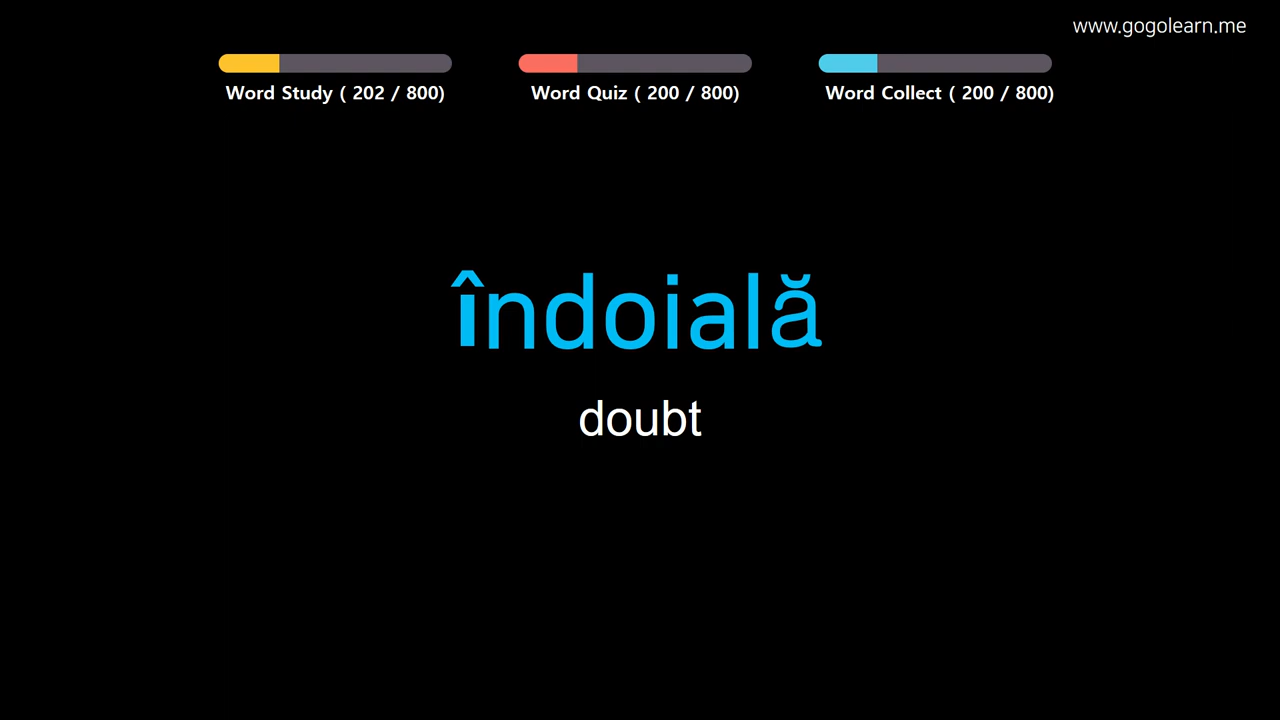 www.gogolearn.me
Word Study ( 202 / 800)
Word Quiz ( 200 / 800)
Word Collect ( 200 / 800)
îndoială
doubt